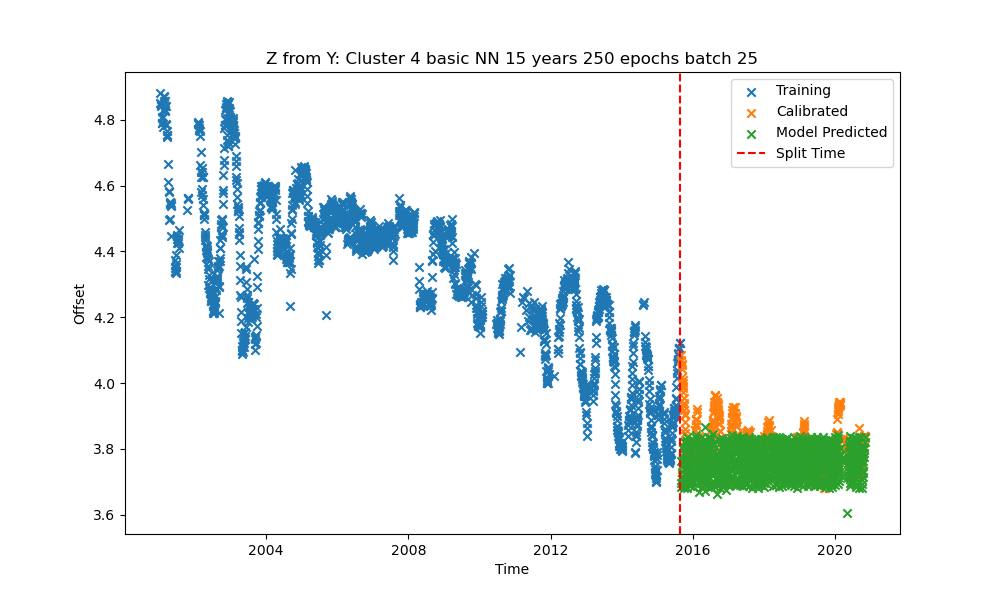 Z from Y: Cluster 4 basic NN 15 years 250 epochs batch 25
Training
Calibrated
Model Predicted
Split Time
Offset
4.8
4.6
4.4
4.2
4.0
3.8
3.6
2004
2008
2012
2016
2020
Time